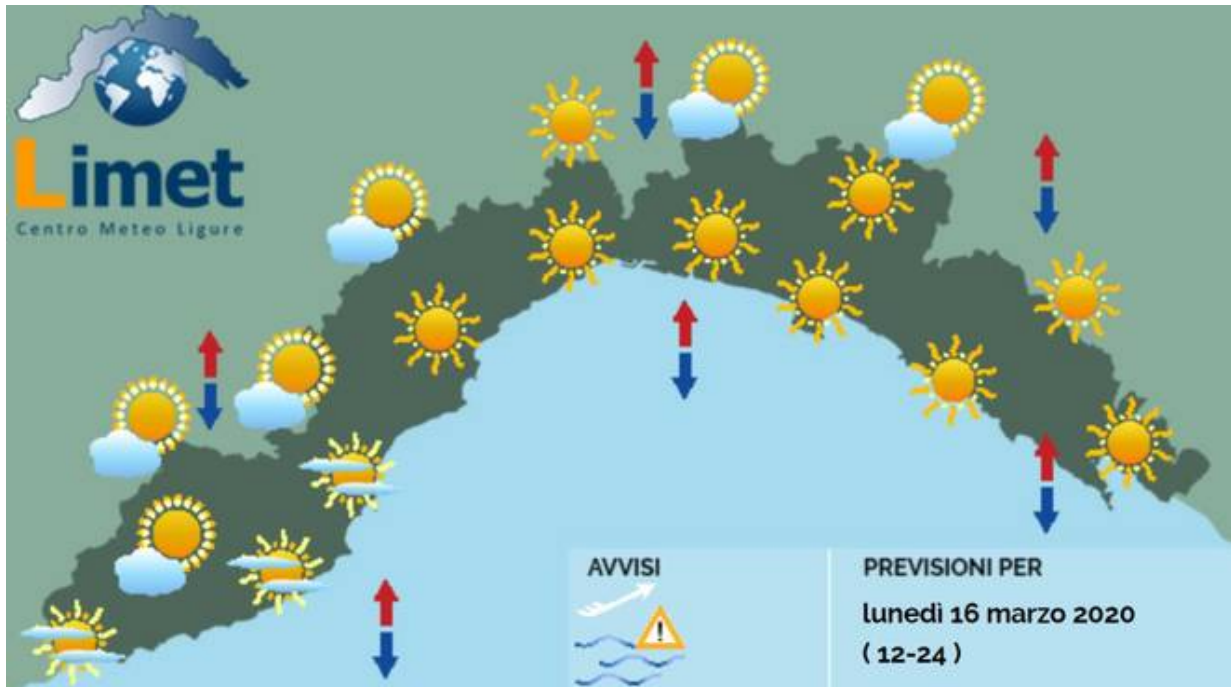 Limet
Centro Meteo Ligure
AVVISI
!
PREVISIONI PER
lunedì 16 marzo 2020
( 12-24 )